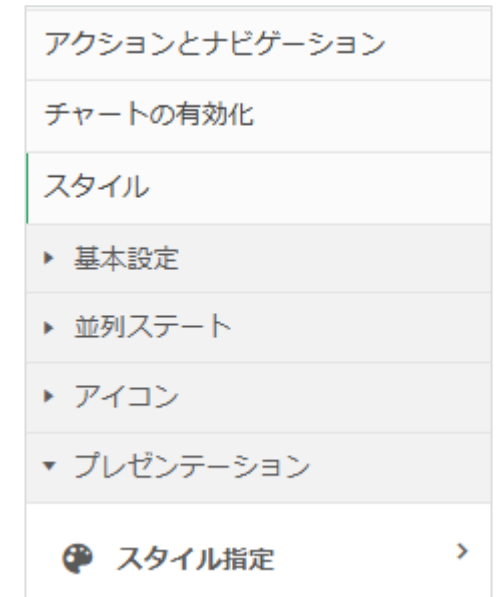 アクションとナビゲーション
チャートの有効化
スタイル
基本設定
並列ステート
アイコン
プレゼンテーション
スタイル指定